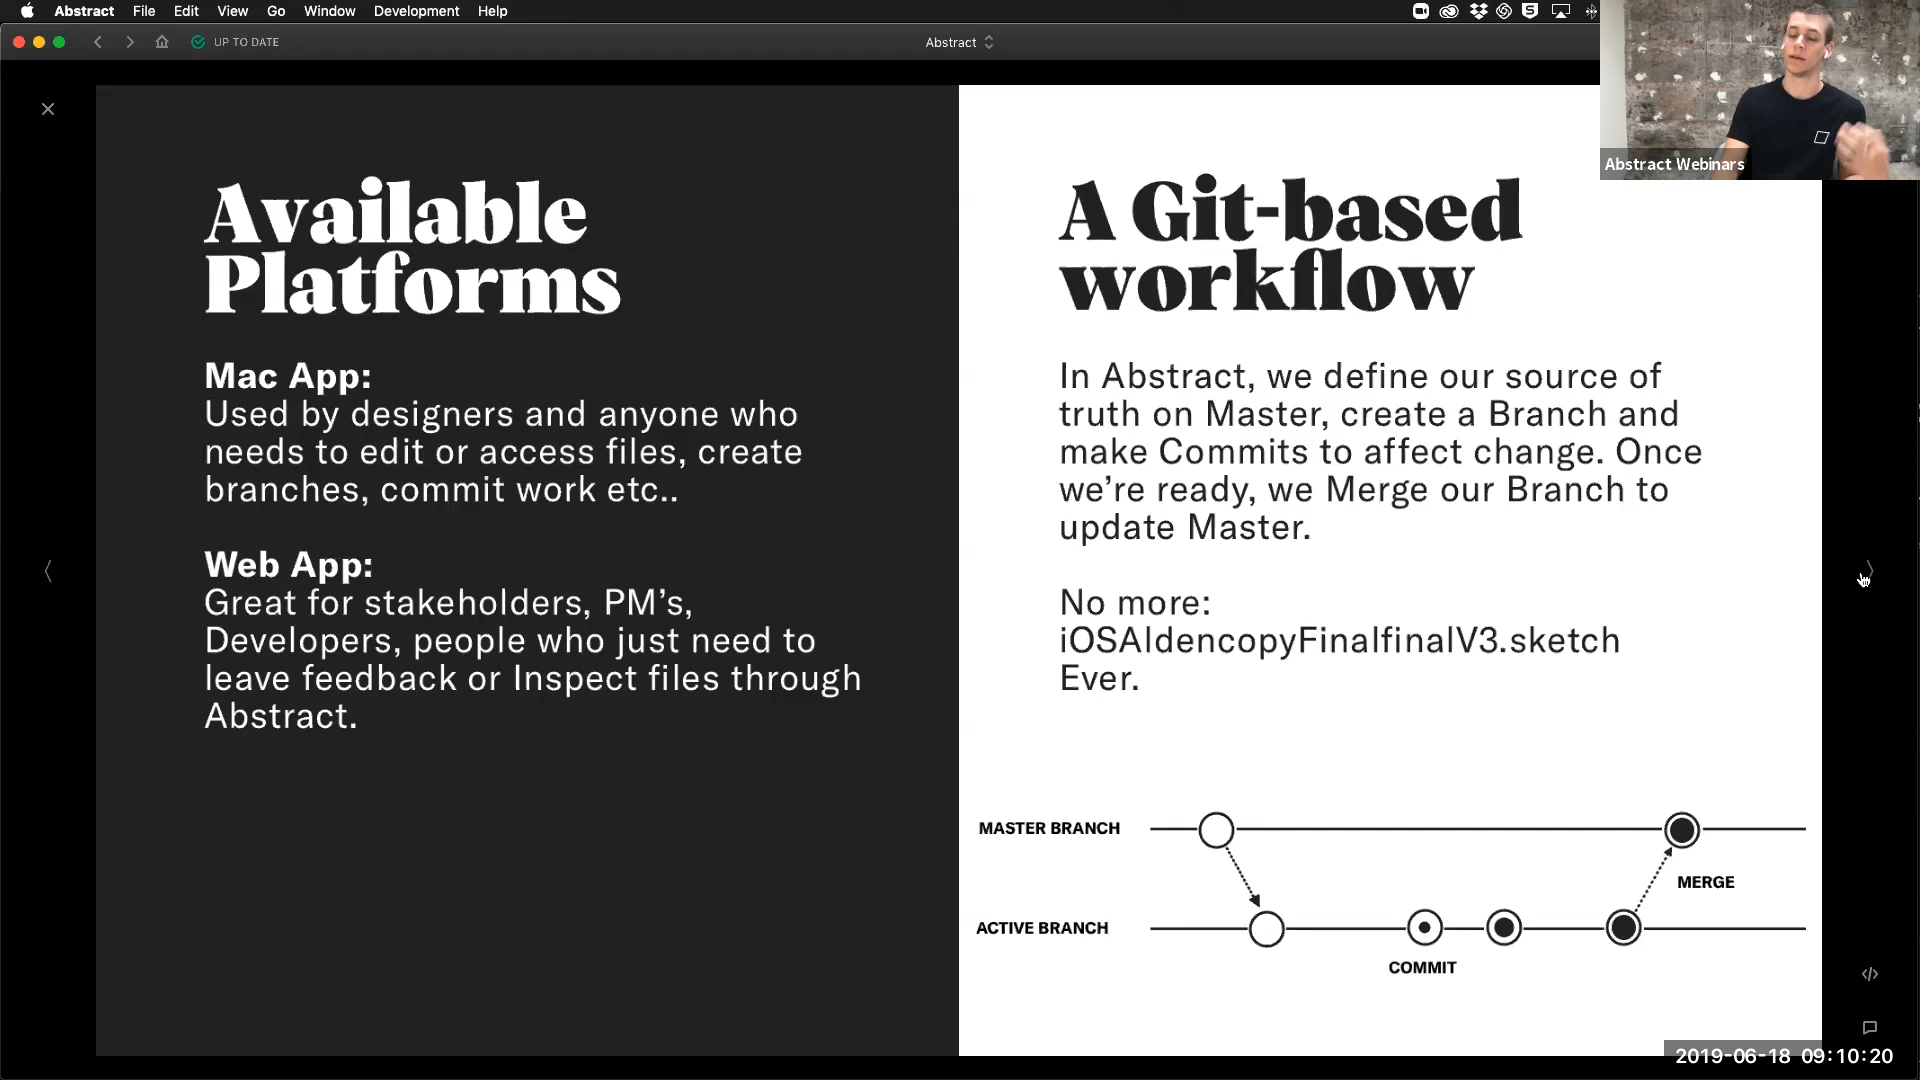 Abstract File Edit View Go Window Development Help
UP TO DATE
Abstract
Abstract Webinars
Available
Platforms
Mac App:
Used by designers and anyone who
needs to edit or access files, create
branches, commit work etc..
Web App:
Great for stakeholders, PM’s,
Developers, people who just need to
leave feedback or Inspect files through
Abstract.
A Git-based
workflow
In Abstract, we define our source of
truth on Master, create a Branch and
make Commits to affect change. Once
we’re ready, we Merge our Branch to
update Master.
No more:
iOSAldencopyFinalfinalV3.sketch
Ever.
MASTER BRANCH
MERGE
ACTIVE BRANCH
COMMIT
2019-06-18 09:10:20